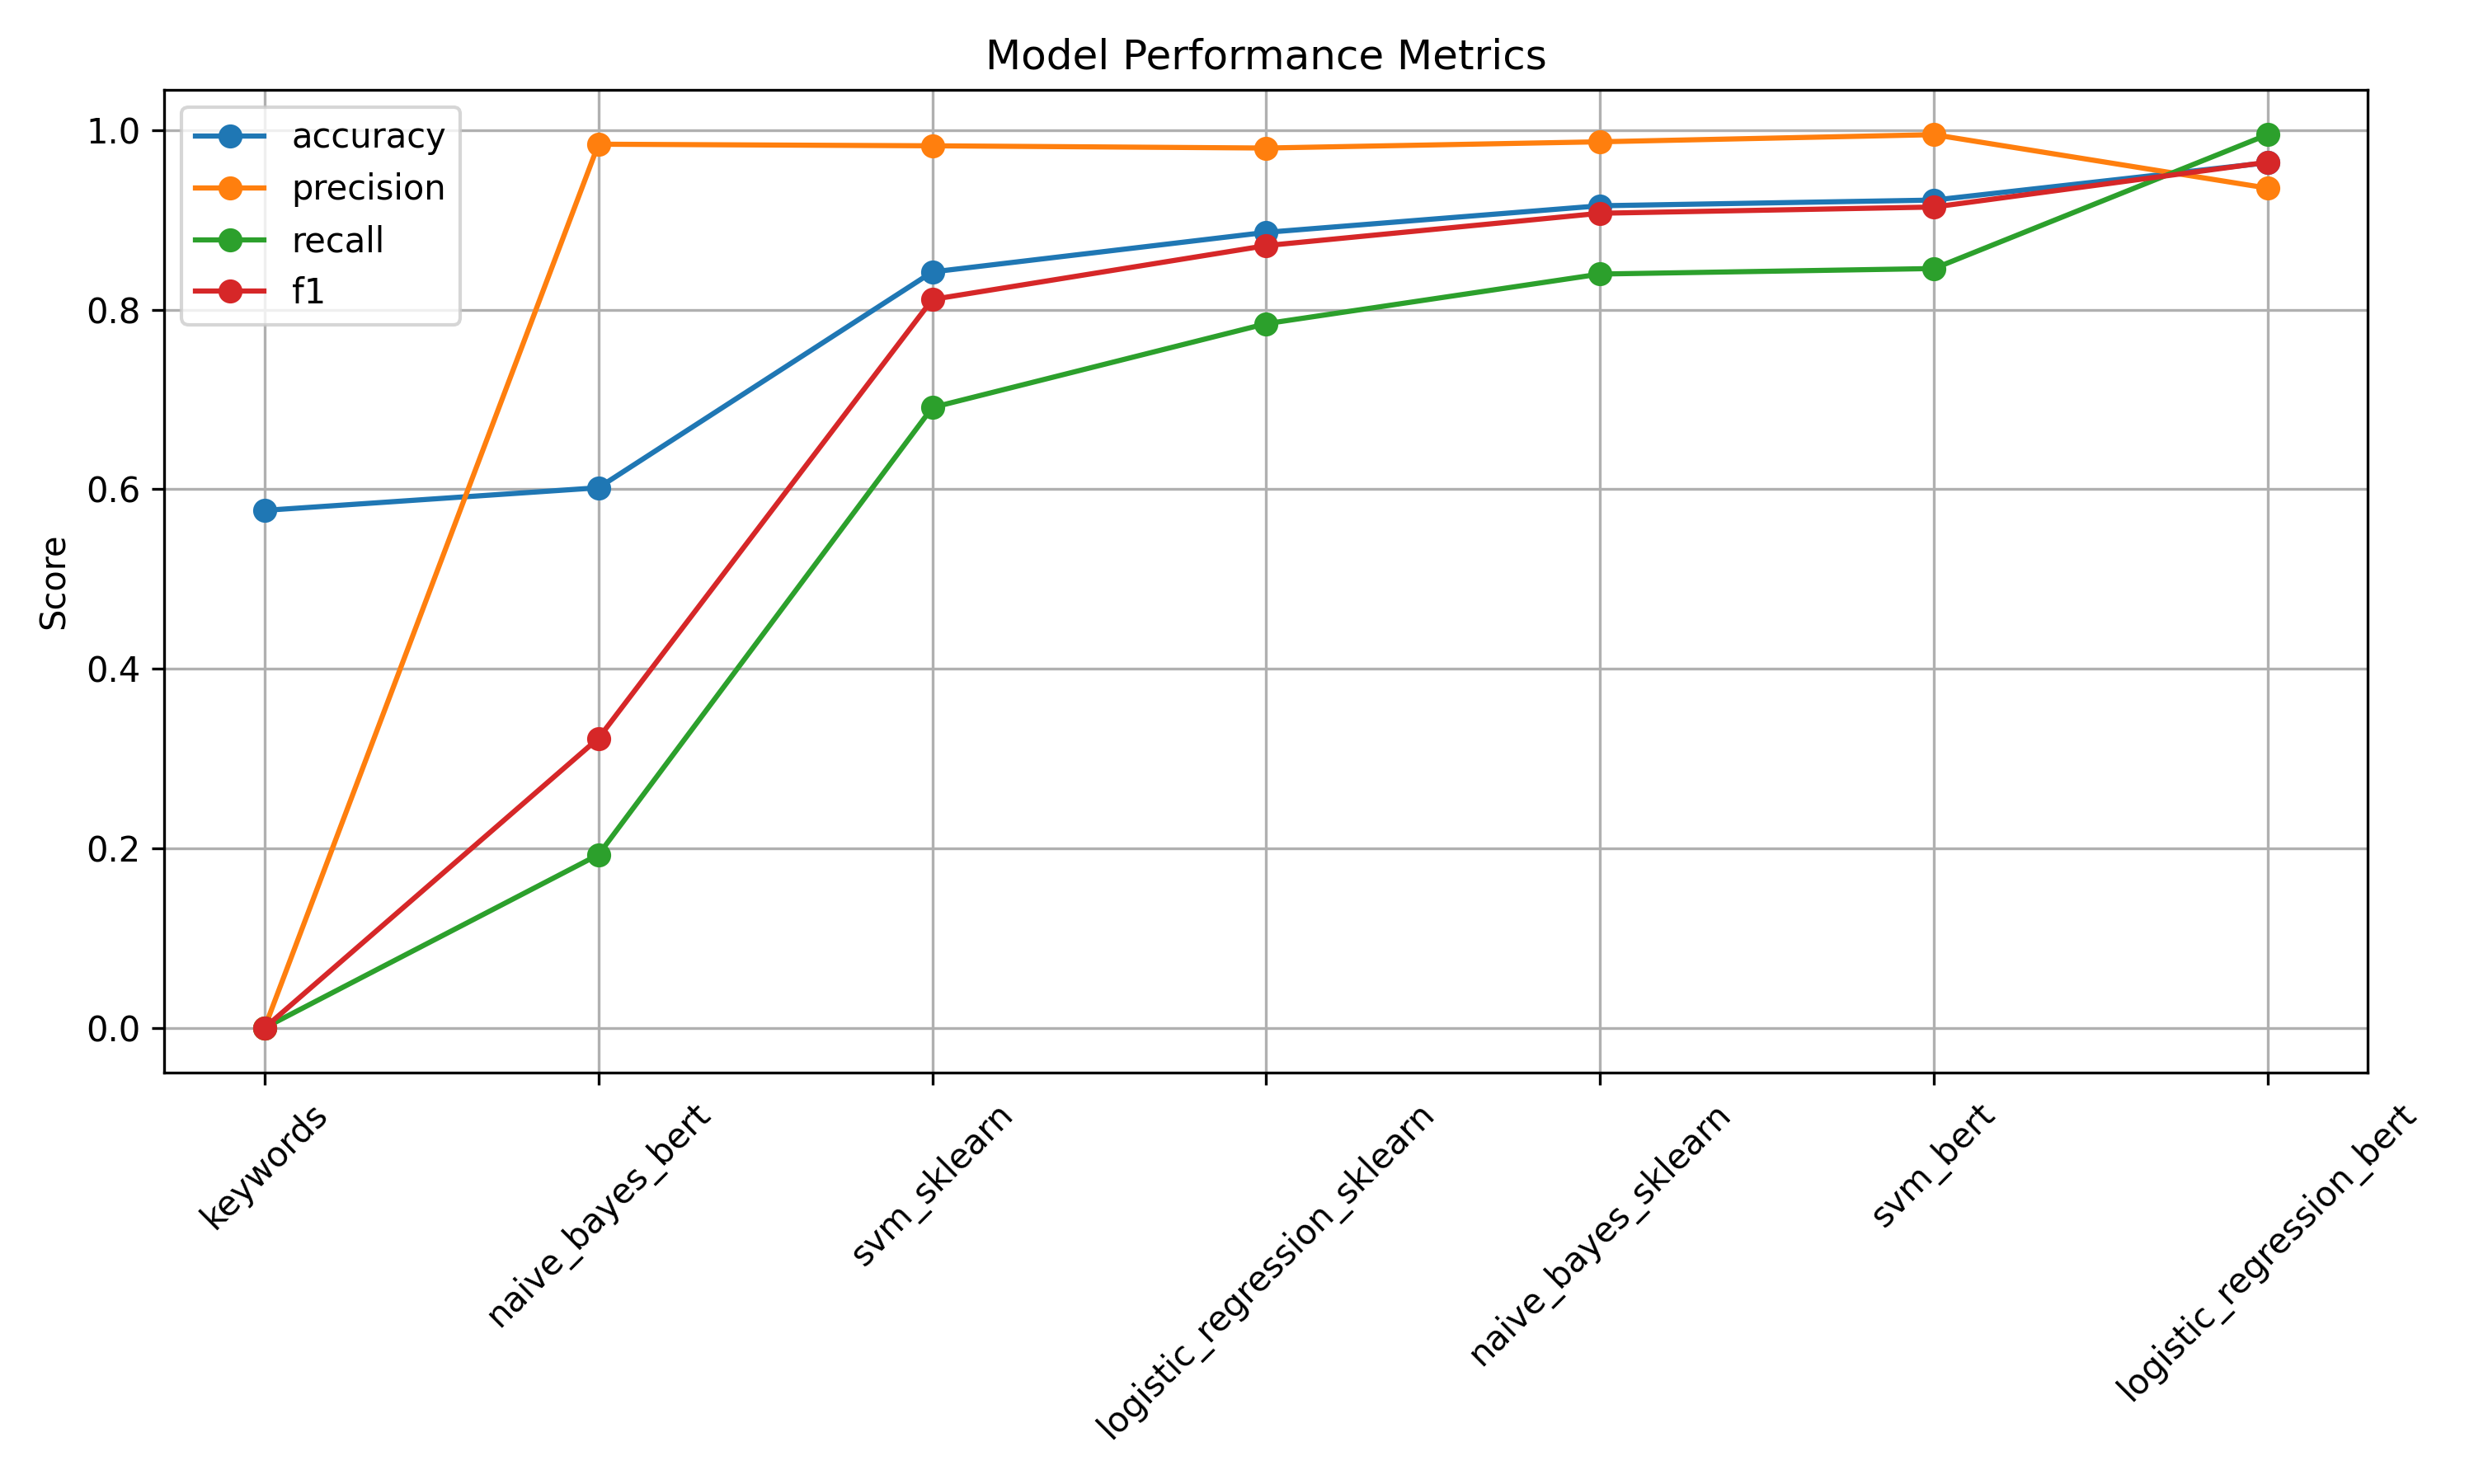 Model Performance Metrics
accuracy
precision
recall
f1
1.0
0.8
0.6
0.4
0.2
0.0
Score
keywords
naive_bayes_bert
svm_sklearn
logistic_regression_sklearn
naive_bayes_sklearn
svm_bert
logistic_regression_bert